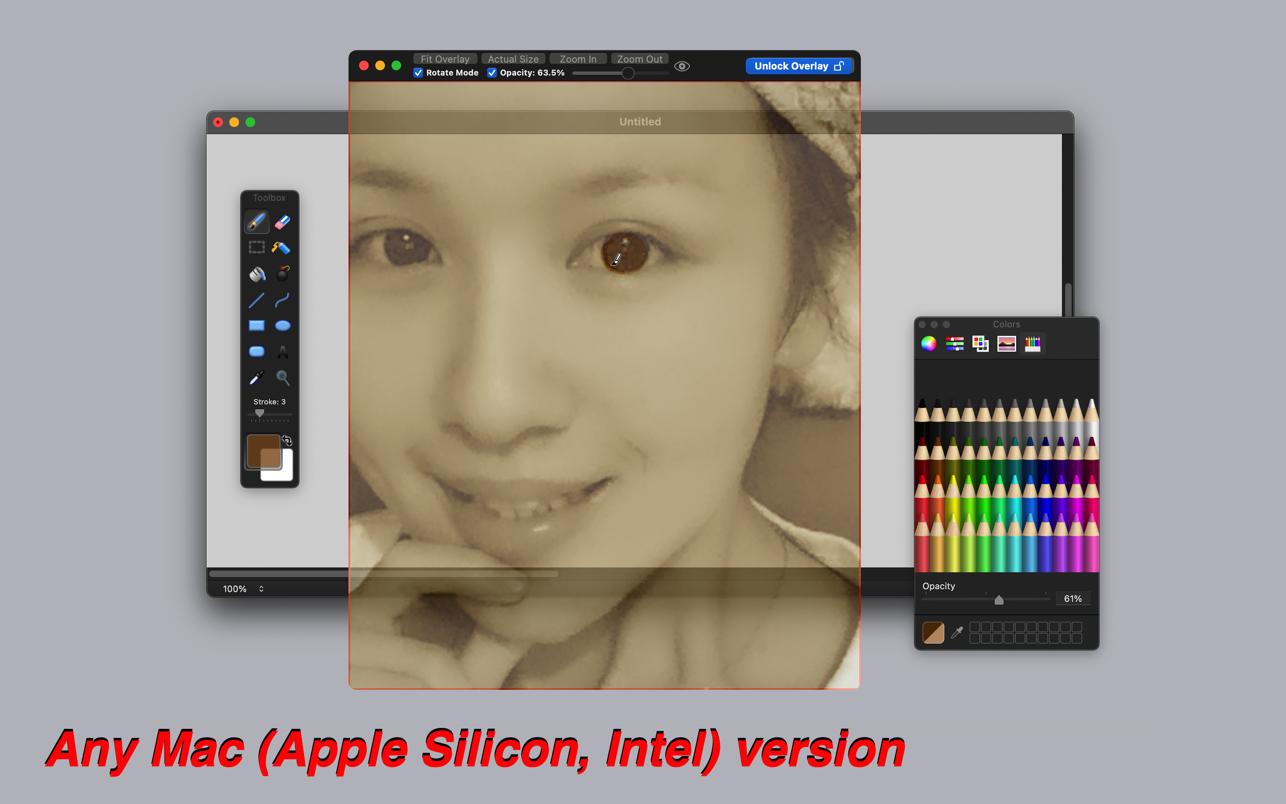 Fit Overlay Actual Size Zoom In Zoom Out
Rotate Mode Opacity: 63.5%
Unlock Overlay
Untitled
Toolbox
Stroke: 3
100%
Colors
Opacity
61%
Any Mac (Apple Silicon, Intel) version